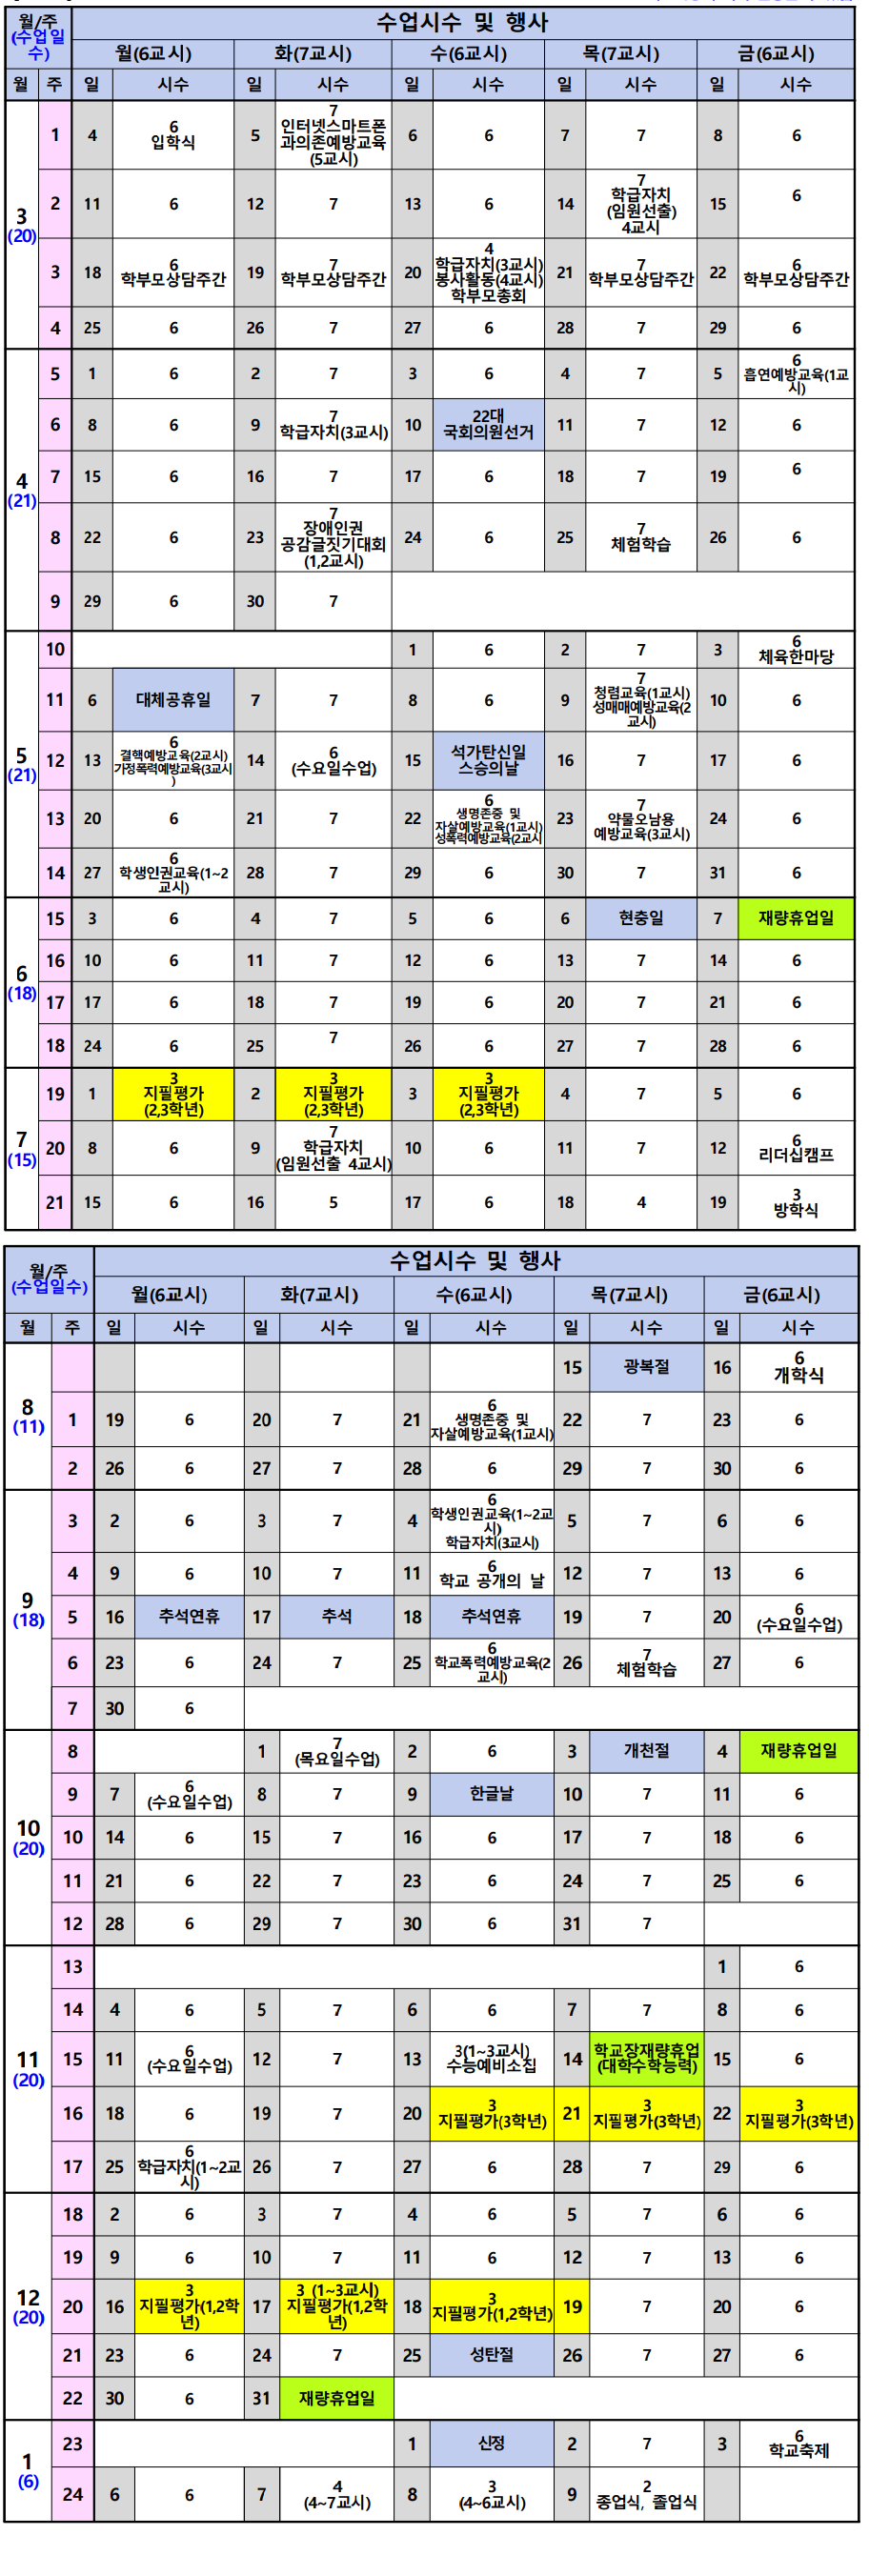 월/주
(수업일
수)
수업시수 및 행사
월(6교시) 화(7교시) 수(6교시) 목(7교시) 금(6교시)
월 주 일 시수 일 시수 일 시수 일 시수 일 시수
3
(20)
1 4 6
입학식
5 7
인터넷스마트폰
과의존예방교육
(5교시)
6 6 7 7 8 6
2 11 6 12 7 13 6 14 7
학급자치
(임원선출)
4교시
15 6
3 18 6
학부모상담주간
19 7
학부모상담주간
20 4
학급자치(3교시)
봉사활동(4교시)
학부모총회
21 7
학부모상담주간
22 6
학부모상담주간
4 25 6 26 7 27 6 28 7 29 6
4
(21)
5 1 6 2 7 3 6 4 7 5 6
흡연예방교육(1교
시)
6 8 6 9 7
학급자치(3교시)
10 22대
국회의원선거
11 7 12 6
7 15 6 16 7 17 6 18 7 19 6
8 22 6 23 7
장애인권
공감글짓기대회
(1,2교시)
24 6 25 7
체험학습
26 6
9 29 6 30 7
5
(21)
10 1 6 2 7 3 6
체육한마당
11 6 대체공휴일 7 7 8 6 9 7
청렴교육(1교시)
성매매예방교육(2
교시)
10 6
12 13 6
결핵예방교육(2교시)
가정폭력예방교육(3교시
)
14 6
(수요일수업)
15 석가탄신일
스승의날
16 7 17 6
13 20 6 21 7 22 6
생명존중 및
자살예방교육(1교시)
성폭력예방교육(2교시
23 7
약물오남용
예방교육(3교시)
24 6
14 27 6
학생인권교육(1~2
교시)
28 7 29 6 30 7 31 6
6
(18)
15 3 6 4 7 5 6 6 현충일 7 재량휴업일
16 10 6 11 7 12 6 13 7 14 6
17 17 6 18 7 19 6 20 7 21 6
18 24 6 25 7 26 6 27 7 28 6
7
(15)
19 1 3
지필평가
(2,3학년)
2 3
지필평가
(2,3학년)
3 3
지필평가
(2,3학년)
4 7 5 6
20 8 6 9 7
학급자치
(임원선출 4교시)
10 6 11 7 12 6
리더십캠프
21 15 6 16 5 17 6 18 4 19 3
방학식
월/주
(수업일수)
수업시수 및 행사
월(6교시) 화(7교시) 수(6교시) 목(7교시) 금(6교시)
월 주 일 시수 일 시수 일 시수 일 시수 일 시수
8
(11)
15 광복절 16 6
개학식
1 19 6 20 7 21 6
생명존중 및
자살예방교육(1교시)
22 7 23 6
2 26 6 27 7 28 6 29 7 30 6
9
(18)
3 2 6 3 7 4 6
학생인권교육(1~2교
시)
학급자치(3교시)
5 7 6 6
4 9 6 10 7 11 6
학교 공개의 날
12 7 13 6
5 16 추석연휴 17 추석 18 추석연휴 19 7 20 6
(수요일수업)
6 23 6 24 7 25 6
학교폭력예방교육(2
교시)
26 7
체험학습
27 6
7 30 6
10
(20)
8 1 7
(목요일수업)
2 6 3 개천절 4 재량휴업일
9 7 6
(수요일수업)
8 7 9 한글날 10 7 11 6
10 14 6 15 7 16 6 17 7 18 6
11 21 6 22 7 23 6 24 7 25 6
12 28 6 29 7 30 6 31 7
11
(20)
13 1 6
14 4 6 5 7 6 6 7 7 8 6
15 11 6
(수요일수업)
12 7 13 3(1~3교시)
수능예비소집
14 학교장재량휴업
(대학수학능력)
15 6
16 18 6 19 7 20 3
지필평가(3학년)
21 3
지필평가(3학년)
22 3
지필평가(3학년)
17 25 6
학급자치(1~2교
시)
26 7 27 6 28 7 29 6
12
(20)
18 2 6 3 7 4 6 5 7 6 6
19 9 6 10 7 11 6 12 7 13 6
20 16 3
지필평가(1,2학
년)
17 3 (1~3교시)
지필평가(1,2학
년)
18 3
지필평가(1,2학년)
19 7 20 6
21 23 6 24 7 25 성탄절 26 7 27 6
22 30 6 31 재량휴업일
1
(6)
23 1 신정 2 7 3 6
학교축제
24 6 6 7 4
(4~7교시)
8 3
(4~6교시)
9 2
종업식, 졸업식